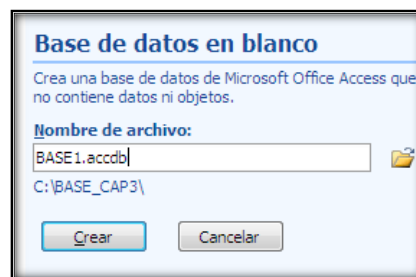 Base de datos en blanco
Crea una base de datos de Microsoft Office Access que
no contiene datos ni objetos.
Nombre de archivo:
BASE1.accdb
C:\BASE_CAP3\
Crear Cancelar